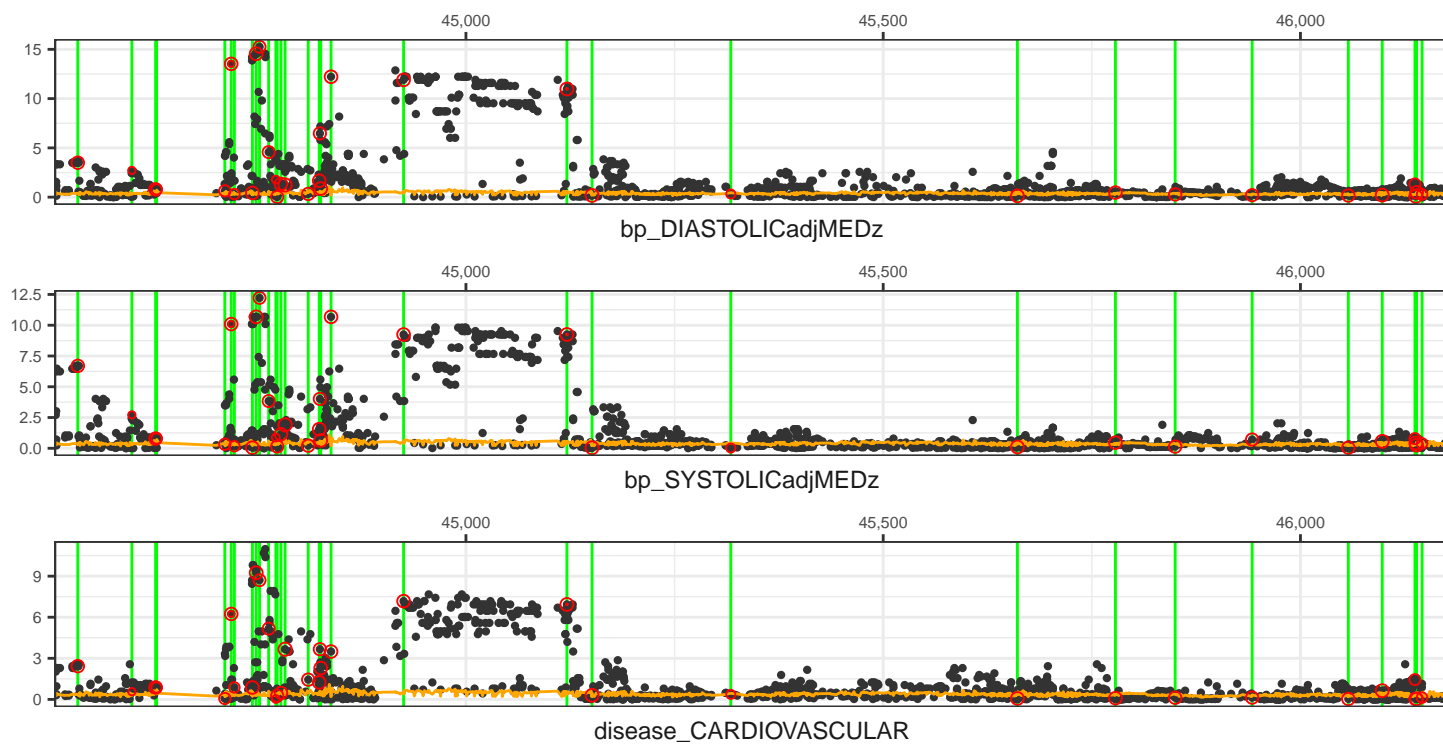 45,000 45,500 46,000
15
10
5
0
bp_DIASTOLICadjMEDz
45,000 45,500 46,000
12.5
10.0
7.5
5.0
2.5
0.0
bp_SYSTOLICadjMEDz
45,000 45,500 46,000
9
6
3
0
disease_CARDIOVASCULAR